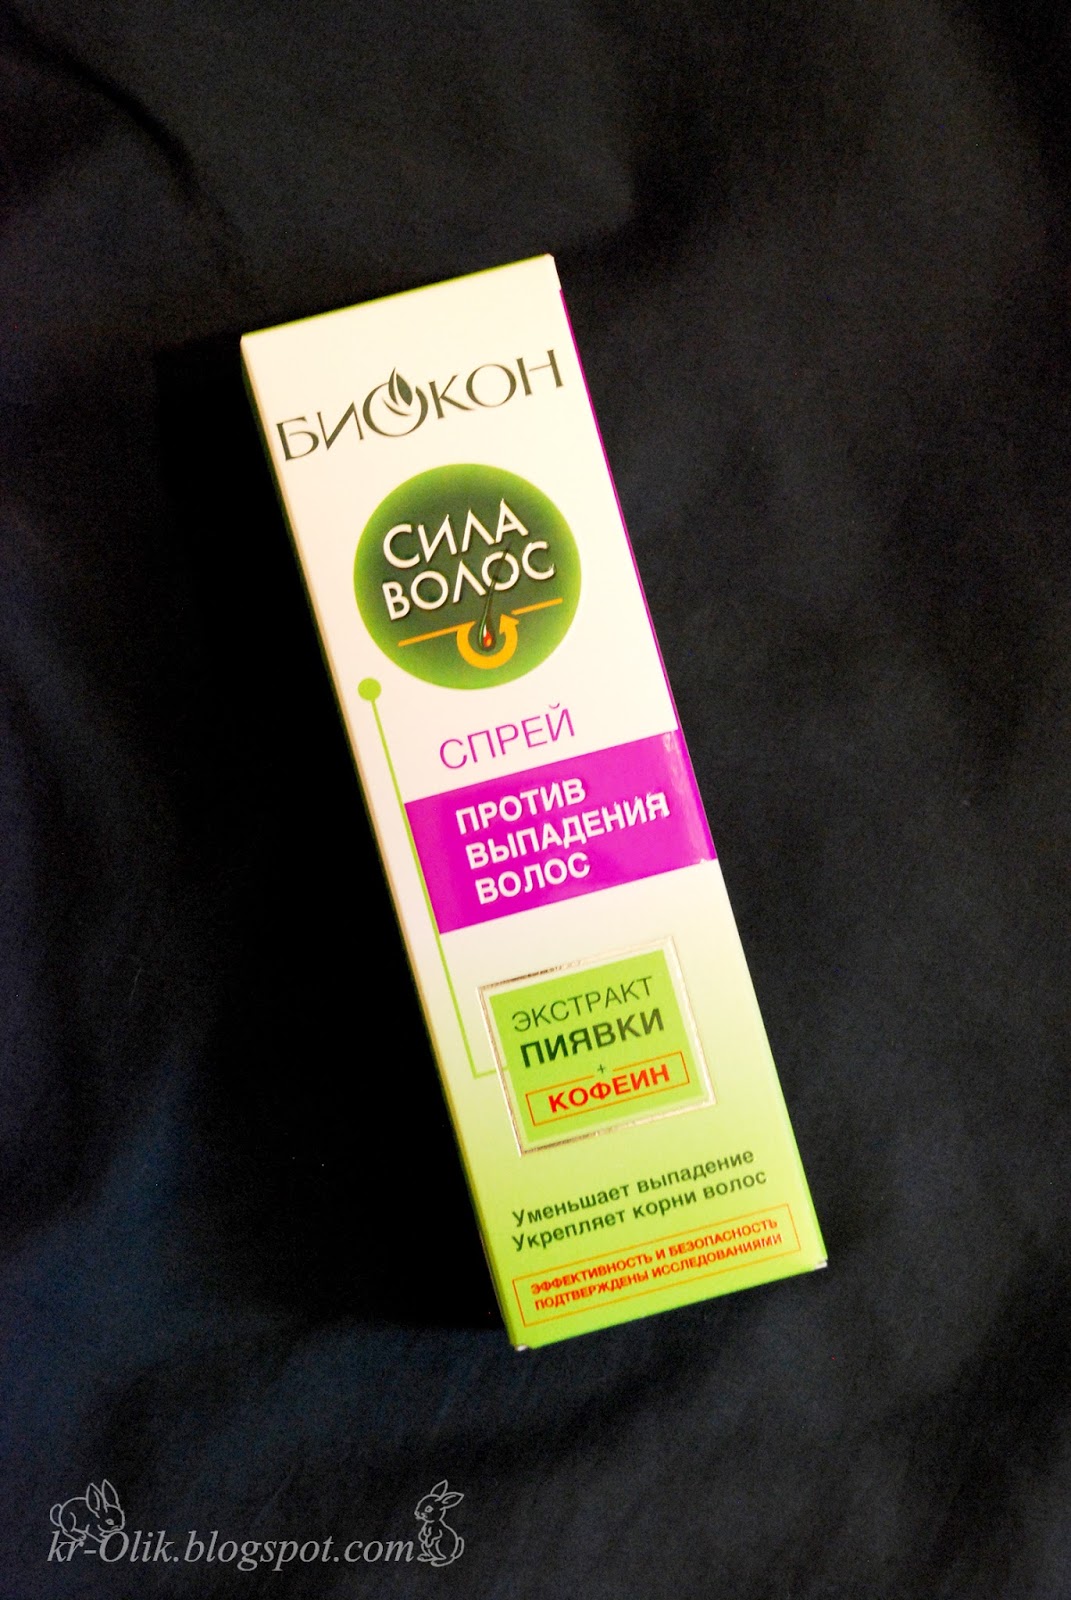 БИОКОН
СИЛА
ВОЛОС
СПРЕЙ
ПРОТИВ
ВЫПАДЕНИЯ
ВОЛОС
ЭКСТРАКТ
ПИЯВКИ
+
КОФЕИН
Уменьшает выпадение
Укрепляет корни волос
ЭФФЕКТИВНОСТЬ И БЕЗОПАСНОСТЬ
ПОДТВЕРЖДЕНЫ ИССЛЕДОВАНИЯМИ
kr-Olik.blogspot.com